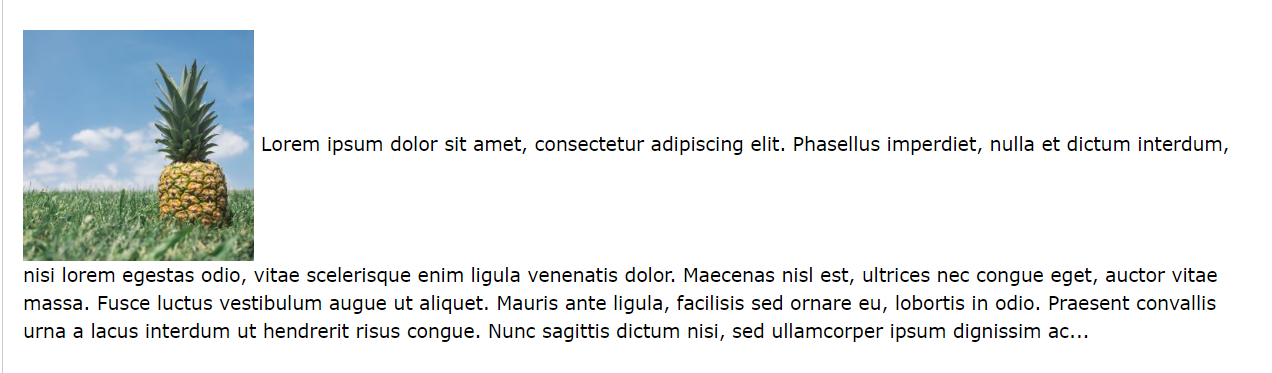 Lorem ipsum dolor sit amet, consectetur adipiscing elit. Phasellus imperdiet, nulla et dictum interdum,
nisi lorem egestas odio, vitae scelerisque enim ligula venenatis dolor. Maecenas nisl est, ultrices nec congue eget, auctor vitae
massa. Fusce luctus vestibulum augue ut aliquet. Mauris ante ligula, facilisis sed ornare eu, lobortis in odio. Praesent convallis
urna a lacus interdum ut hendrerit risus congue. Nunc sagittis dictum nisi, sed ullamcorper ipsum dignissim ac...